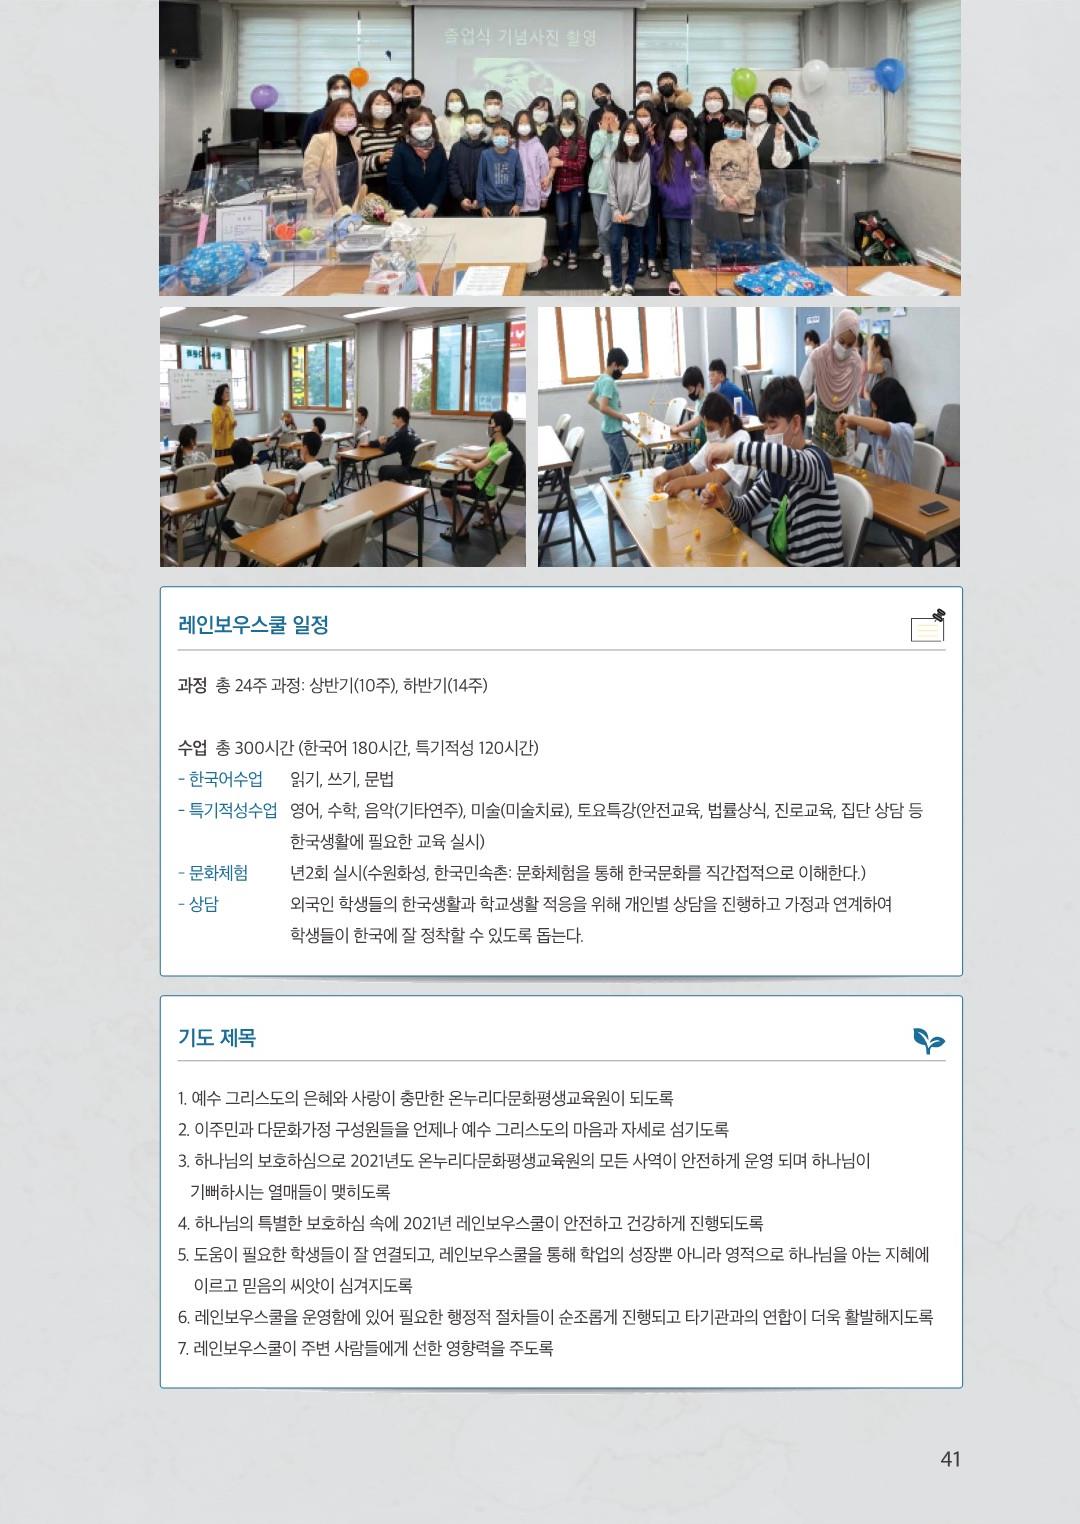 졸업식 기념사진 촬영
레인보우스쿨 일정
과정 총 24주 과정: 상반기(10주), 하반기(14주)
수업 총 300시간 (한국어 180시간, 특기적성 120시간)
- 한국어수업 읽기, 쓰기, 문법
- 특기적성수업 영어, 수학, 음악(기타연주), 미술(미술치료), 토요특강(안전교육, 법률상식, 진로교육, 집단 상담 등
한국생활에 필요한 교육 실시)
- 문화체험 년2회 실시(수원화성, 한국민속촌: 문화체험을 통해 한국문화를 직간접적으로 이해한다.)
- 상담 외국인 학생들의 한국생활과 학교생활 적응을 위해 개인별 상담을 진행하고 가정과 연계하여
학생들이 한국에 잘 정착할 수 있도록 돕는다.
기도 제목
1. 예수 그리스도의 은혜와 사랑이 충만한 온누리다문화평생교육원이 되도록
2. 이주민과 다문화가정 구성원들을 언제나 예수 그리스도의 마음과 자세로 섬기도록
3. 하나님의 보호하심으로 2021년도 온누리다문화평생교육원의 모든 사역이 안전하게 운영 되며 하나님이
기뻐하시는 열매들이 맺히도록
4. 하나님의 특별한 보호하심 속에 2021년 레인보우스쿨이 안전하고 건강하게 진행되도록
5. 도움이 필요한 학생들이 잘 연결되고, 레인보우스쿨을 통해 학업의 성장뿐 아니라 영적으로 하나님을 아는 지혜에
이르고 믿음의 씨앗이 심겨지도록
6. 레인보우스쿨을 운영함에 있어 필요한 행정적 절차들이 순조롭게 진행되고 타기관과의 연합이 더욱 활발해지도록
7. 레인보우스쿨이 주변 사람들에게 선한 영향력을 주도록
41